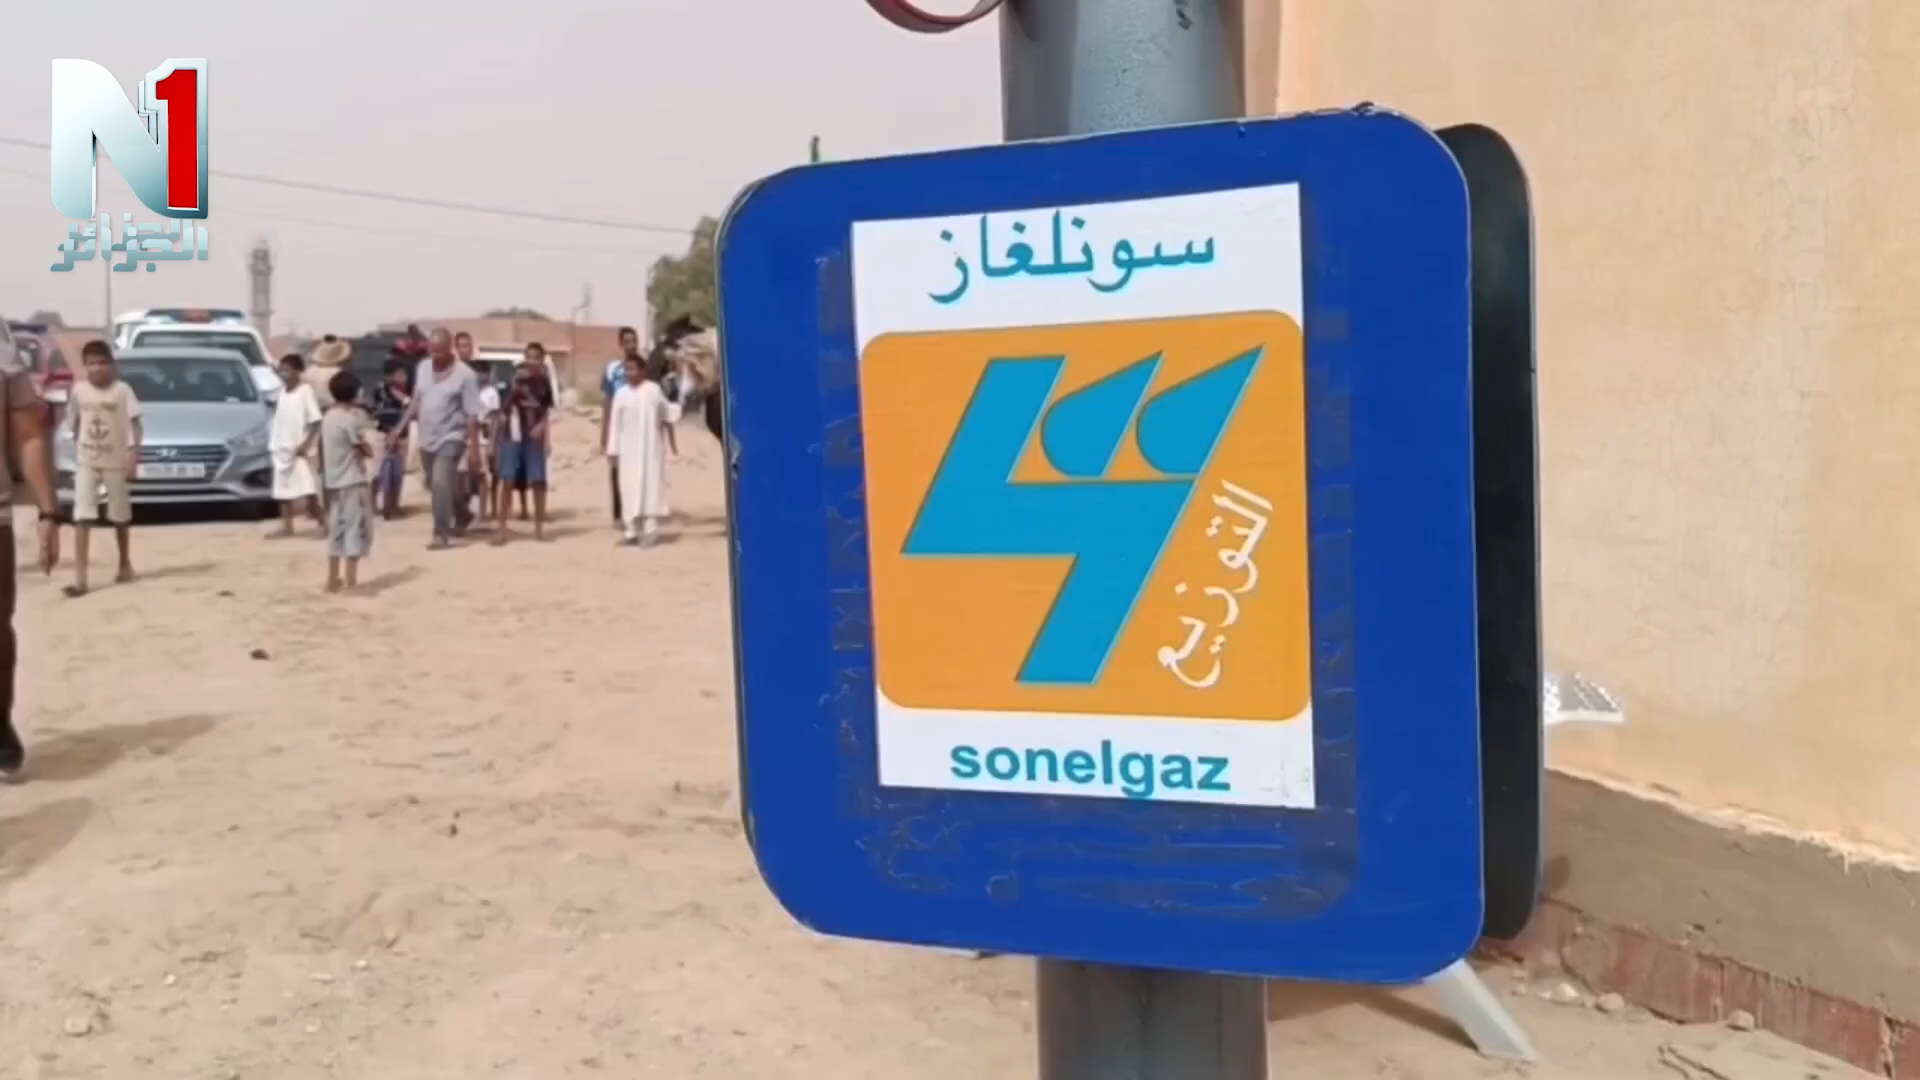 N1
الجزائر
سونلغاز
التوزيع
sonelgaz